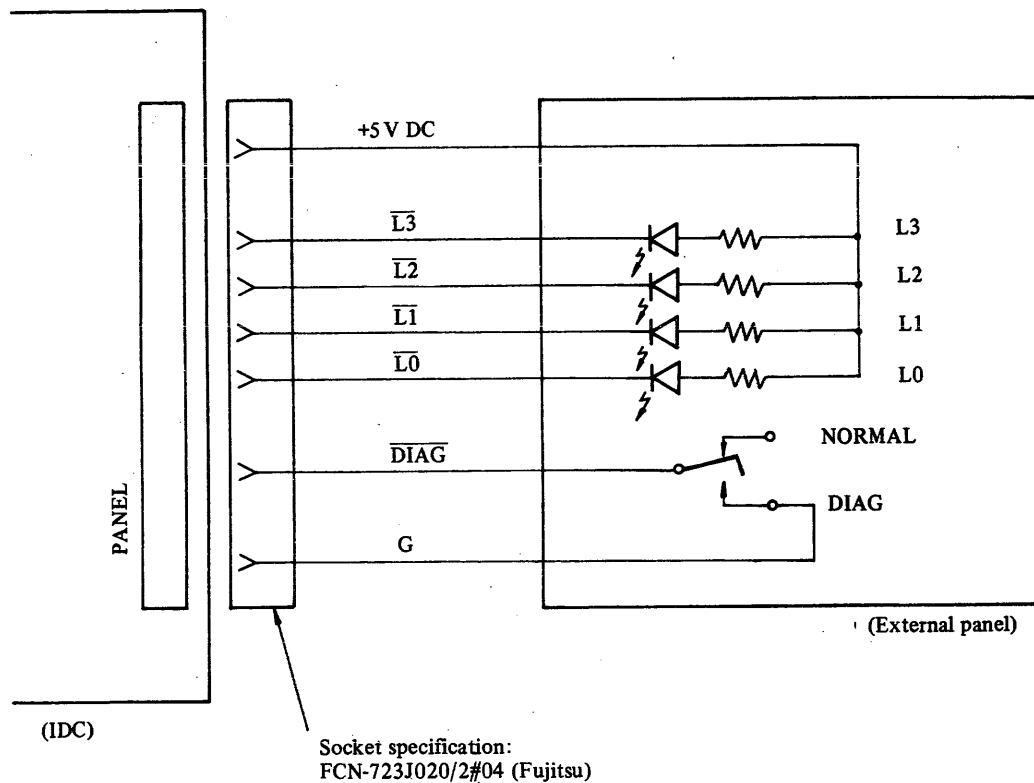 +5 V DC
L3
L3
L2
L2
L1
L1
L0
L0
NORMAL
DIAG
DIAG
PANEL
G
(External panel)
(IDC)
Socket specification:
FCN-723J020/2#04 (Fujitsu)